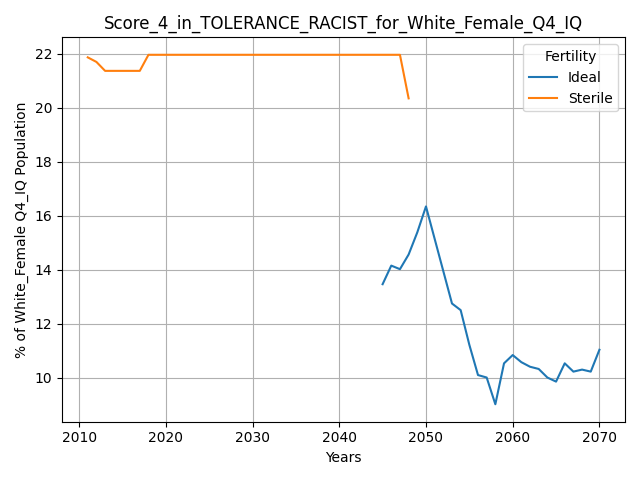 Score_4_in_TOLERANCE_RACIST_for_White_Female_Q4_IQ
% of White_Female Q4_IQ Population
22
20
18
16
14
12
10
Fertility
Ideal
Sterile
2010 2020 2030 2040 2050 2060 2070
Years